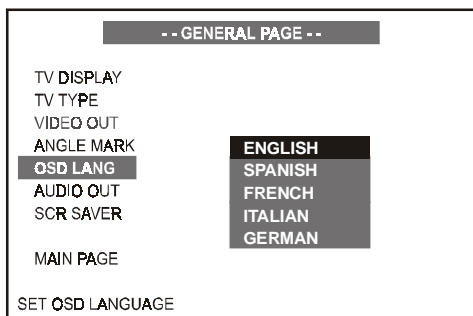 - - GENERAL PAGE - -
TV DISPLAY
TV TYPE
VIDEO OUT
ANGLE MARK
OSD LANG
AUDIO OUT
SCR SAVER
MAIN PAGE
ENGLISH
SPANISH
FRENCH
ITALIAN
GERMAN
SET OSD LANGUAGE